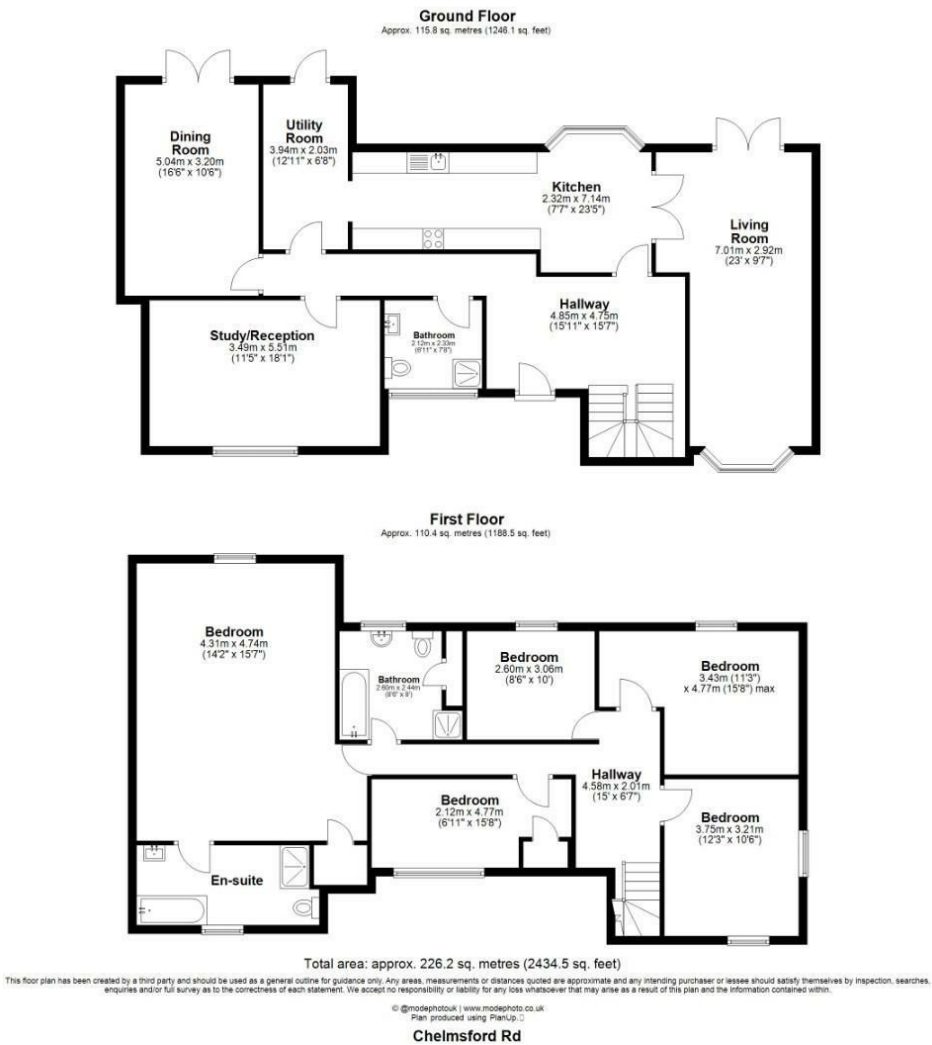 Ground Floor
Approx. 115.8 sq. metres (1246.1 sq. feet)
Dining
Room
5.04m x 3.20m
(16'6" x 10'6")
Utility
Room
3.94m x 2.03m
(12'11" x 6'8")
Kitchen
2.32m x 7.14m
(7'7" x 23'5")
Living
Room
7.01m x 2.92m
(23' x 9'7")
Study/Reception
3.49m x 5.51m
(11'5" x 18'1")
Bathroom
2.12m x 2.33m
(6'11" x 7'8")
Hallway
4.85m x 4.75m
(15'11" x 15'7")
First Floor
Approx. 110.4 sq. metres (1188.5 sq. feet)
Bedroom
4.31m x 4.74m
(14'2" x 15'7")
Bathroom
2.60m x 2.44m
(8'6" x 8')
Bedroom
2.60m x 3.06m
(8'6" x 10')
Bedroom
3.43m (11'3")
x 4.77m (15'8") max
Hallway
4.58m x 2.01m
(15' x 6'7")
Bedroom
2.12m x 4.77m
(6'11" x 15'8")
Bedroom
3.75m x 3.21m
(12'3" x 10'6")
En-suite
Total area: approx. 226.2 sq. metres (2434.5 sq. feet)
This floor plan has been created by a third party and should be used as a general outline for guidance only. Any areas, measurements or distances quoted are approximate and any intending purchaser or lessee should satisfy themselves by inspection, searches,
enquiries and/or full survey as to the correctness of each statement. We accept no responsibility or liability for any loss whatsoever that may arise as a result of this plan and the information contained within.
© @modephotouk | www.modephoto.co.uk
Plan produced using PlanUp.
Chelmsford Rd